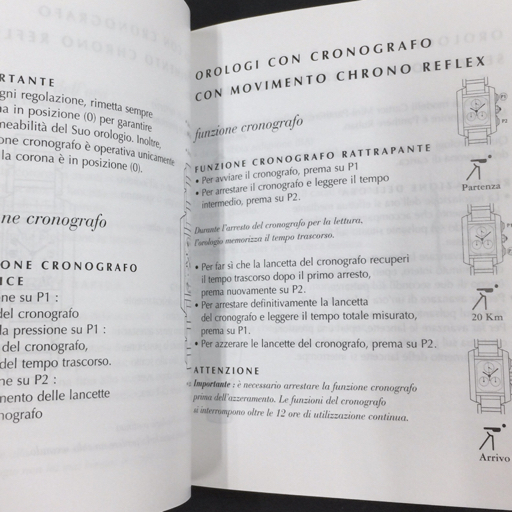 RTANTE
gni regolazione, rimetta sempre
na in posizione (0) per garantire
meabilità del Suo orologio. Inoltre,
one cronografo è operativa unicamente
la corona è in posizione (0).
ne cronografo
ONE CRONOGRAFO
ICE
ne su P1 :
del cronografo
la pressione su P1 :
del cronografo,
del tempo trascorso.
ne su P2 :
mento delle lancette
nografo
OROLOGI CON CRONOGRAFO
CON MOVIMENTO CHRONO REFLEX
funzione cronografo
FUNZIONE CRONOGRAFO RATTRAPANTE
• Per avviare il cronografo, prema su P1
• Per arrestare il cronografo e leggere il tempo
intermedio, prema su P2.
Durante l'arresto del cronografo per la lettura,
l'orologio memorizza il tempo trascorso.
• Per far sì che la lancetta del cronografo recuperi
il tempo trascorso dopo il primo arresto,
prema nuovamente su P2.
• Per arrestare definitivamente la lancetta
del cronografo e leggere il tempo totale misurato,
prema su P1.
• Per azzerare le lancette del cronografo, prema su P2.
ATTENZIONE
Importante : è necessario arrestare la funzione cronografo
prima dell'azzeramento. Le funzioni del cronografo
si interrompono oltre le 12 ore di utilizzazione continua.
Partenza
20 Km
Arrivo